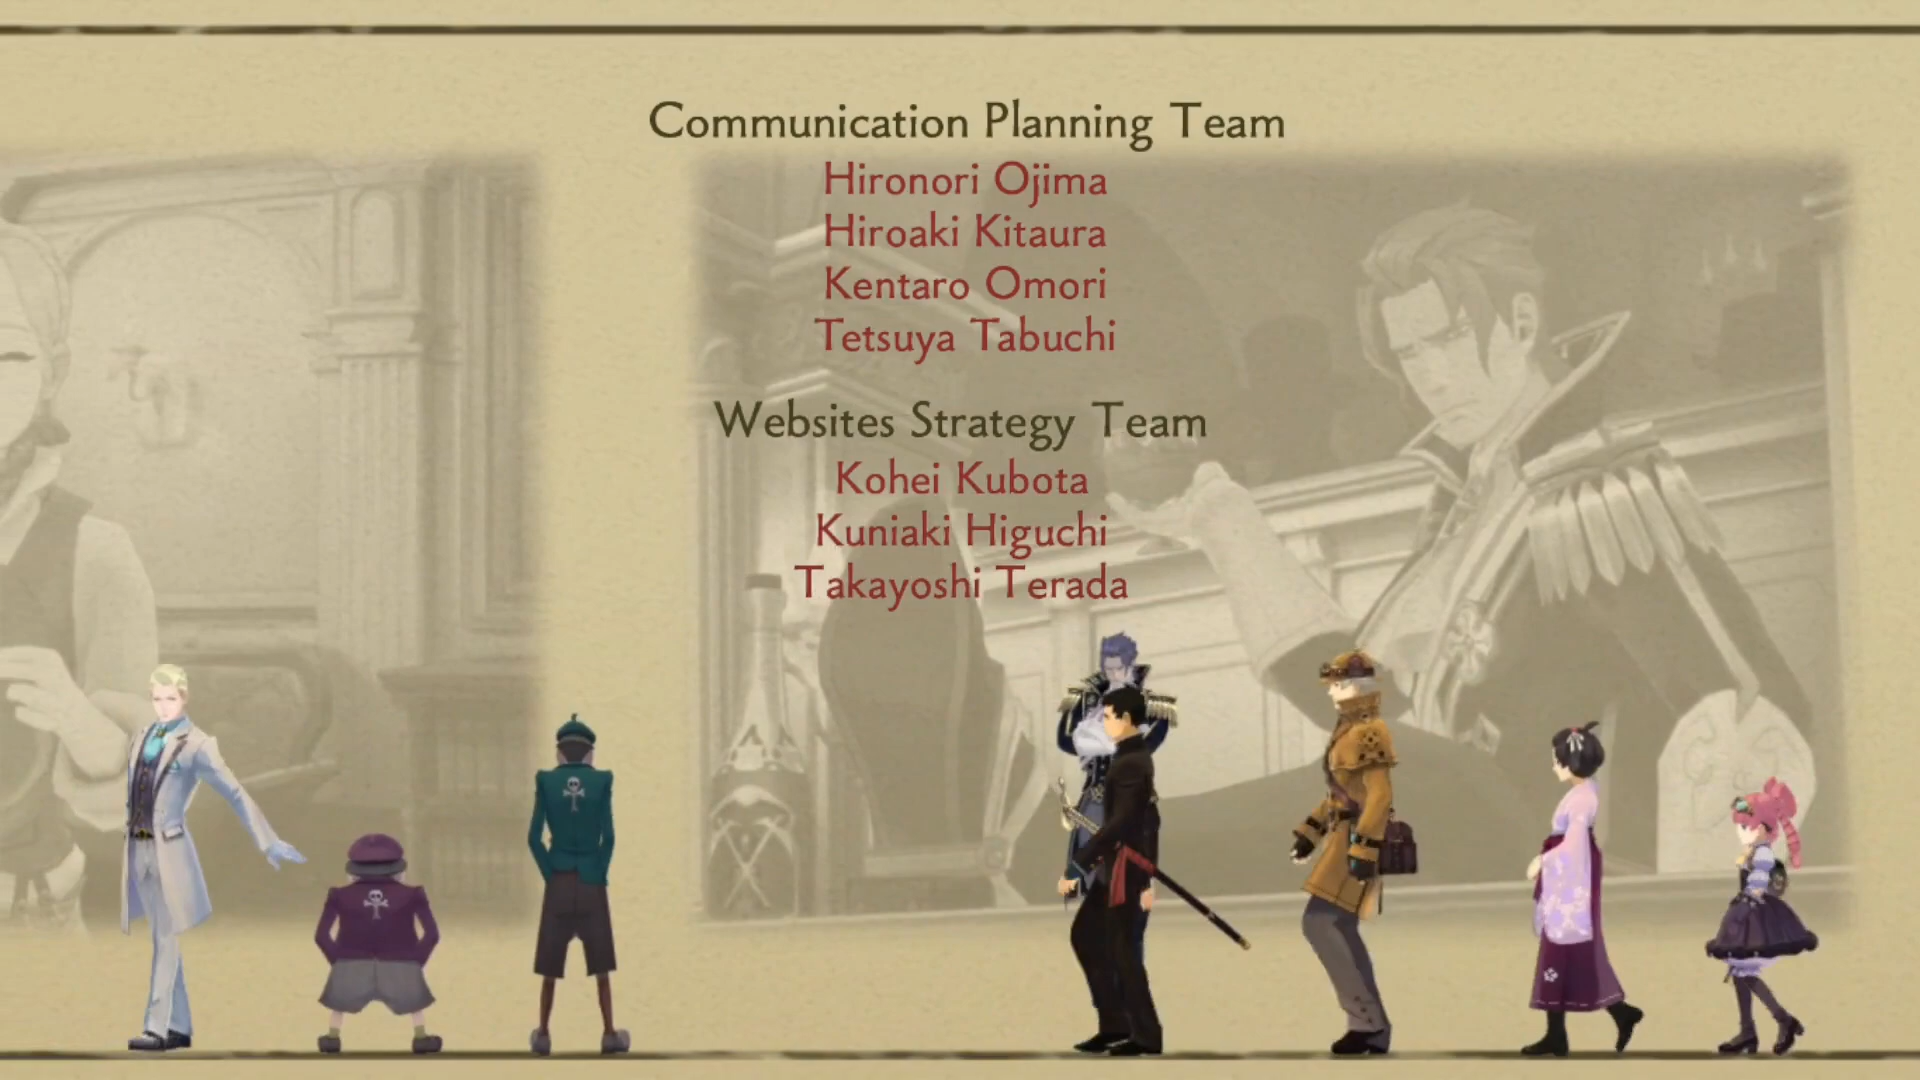 Communication Planning Team
Hironori Ojima
Hiroaki Kitaura
Kentaro Omori
Tetsuya Tabuchi
Websites Strategy Team
Kohei Kubota
Kuniaki Higuchi
Takayoshi Terada